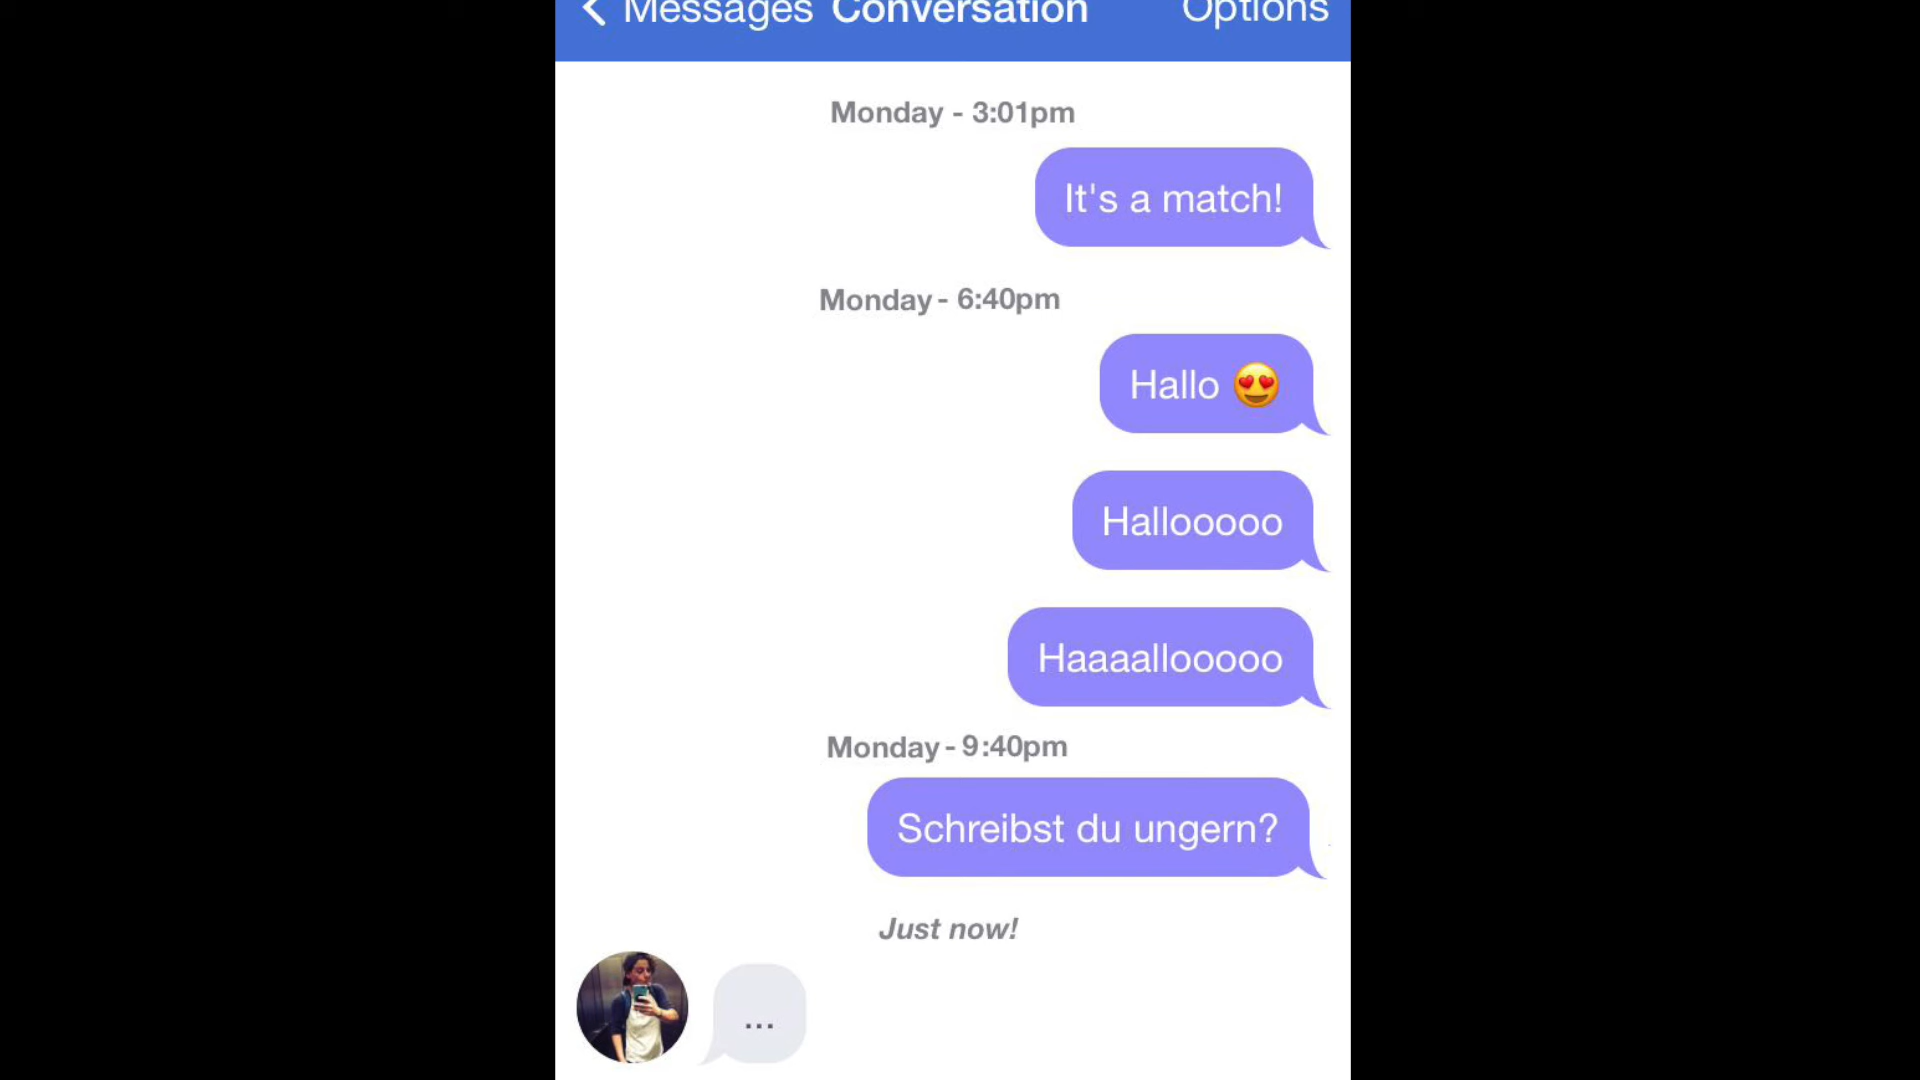 Messages Conversation Options
Monday - 3:01pm
It's a match!
Monday - 6:40pm
Hallo 😍
Hallooooo
Haaaallooooo
Monday - 9:40pm
Schreibst du ungern?
Just now!
...